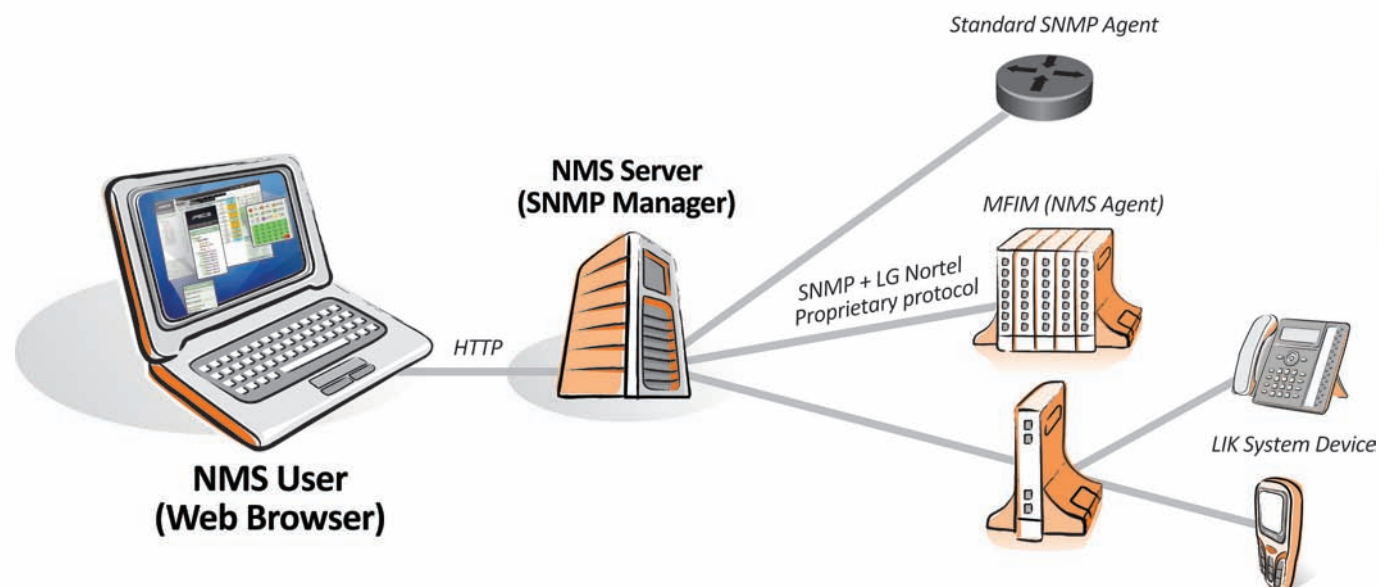 Standard SNMP Agent
NMS Server
(SNMP Manager)
MFIM (NMS Agent)
SNMP + LG Nortel
Proprietary protocol
HTTP
LIK System Device
NMS User
(Web Browser)